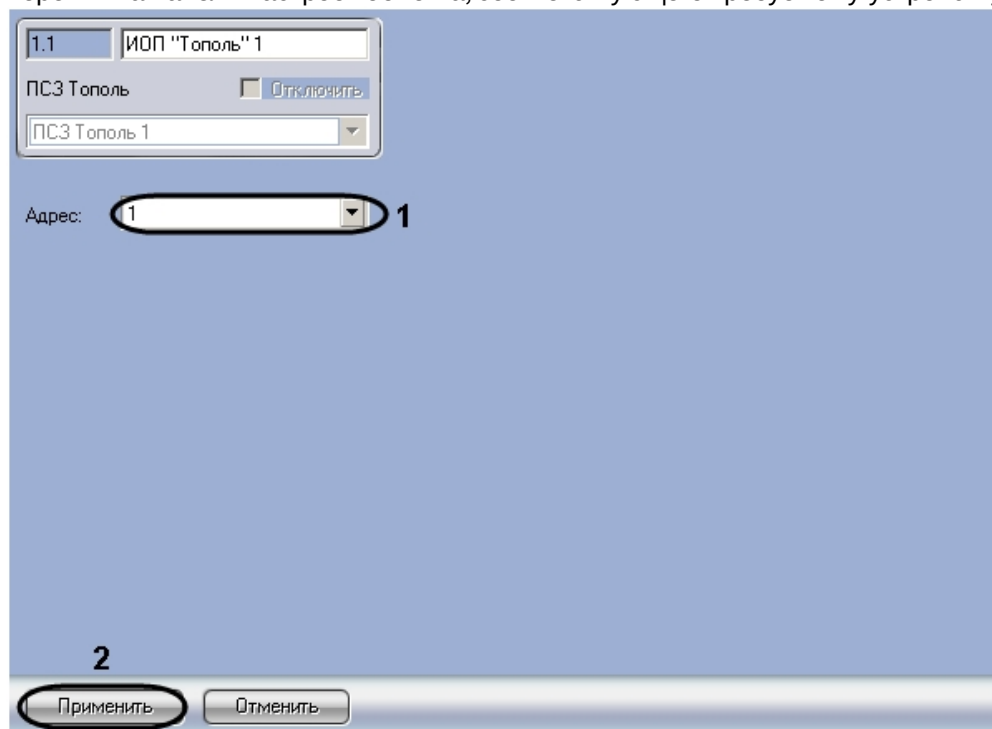 1.1 ИОП "Тополь" 1
ПСЗ Тополь Отключить
ПСЗ Тополь 1
Адрес: 1 1
2
Применить Отменить